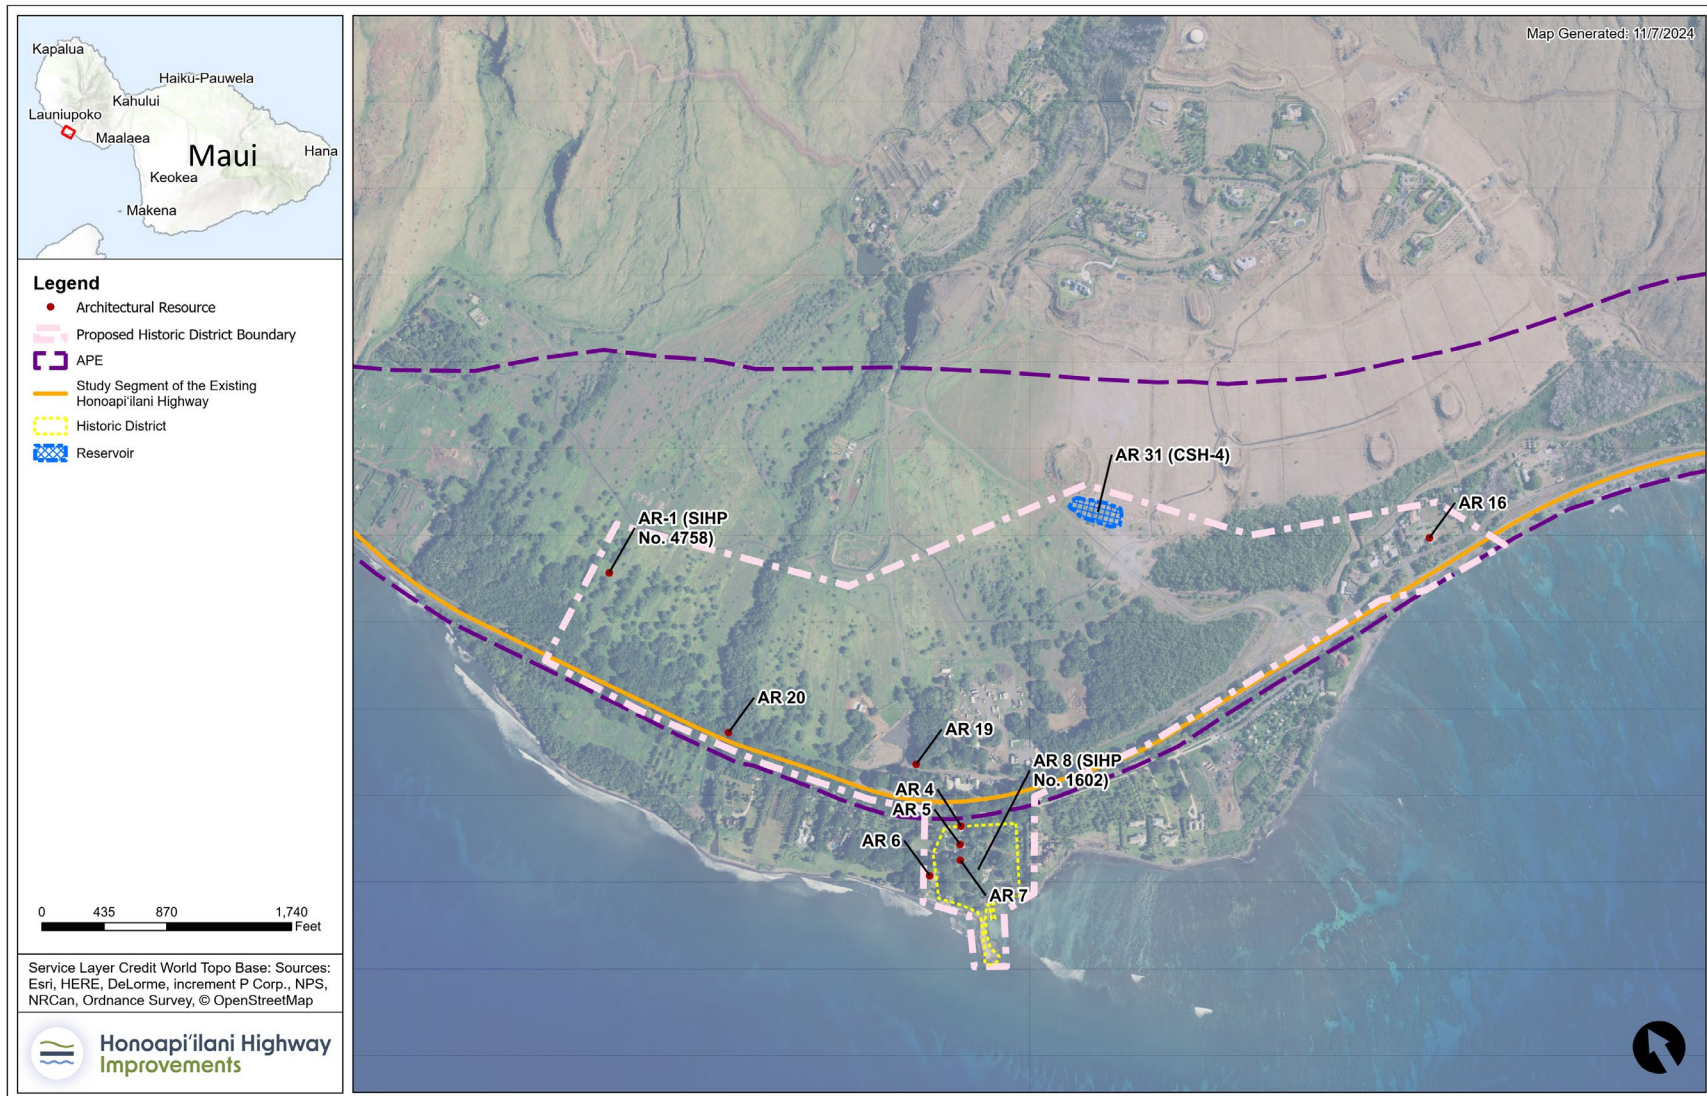 Kapalua
Haiku-Pauwela
Kahului
Launiupoko
Maalaea
Maui
Hana
Keokea
Makena
Legend
Architectural Resource
Proposed Historic District Boundary
APE
Study Segment of the Existing
Honoapiʻilani Highway
Historic District
Reservoir
0 435 870 1,740
Feet
Service Layer Credit World Topo Base: Sources:
Esri, HERE, DeLorme, increment P Corp., NPS,
NRCan, Ordnance Survey, © OpenStreetMap
Honoapiʻilani Highway
Improvements
Map Generated: 11/7/2024
AR 31 (CSH-4)
AR 16
AR-1 (SIHP
No. 4758)
AR 20
AR 19
AR 8 (SIHP
No. 1602)
AR 4
AR 5
AR 6
AR 7